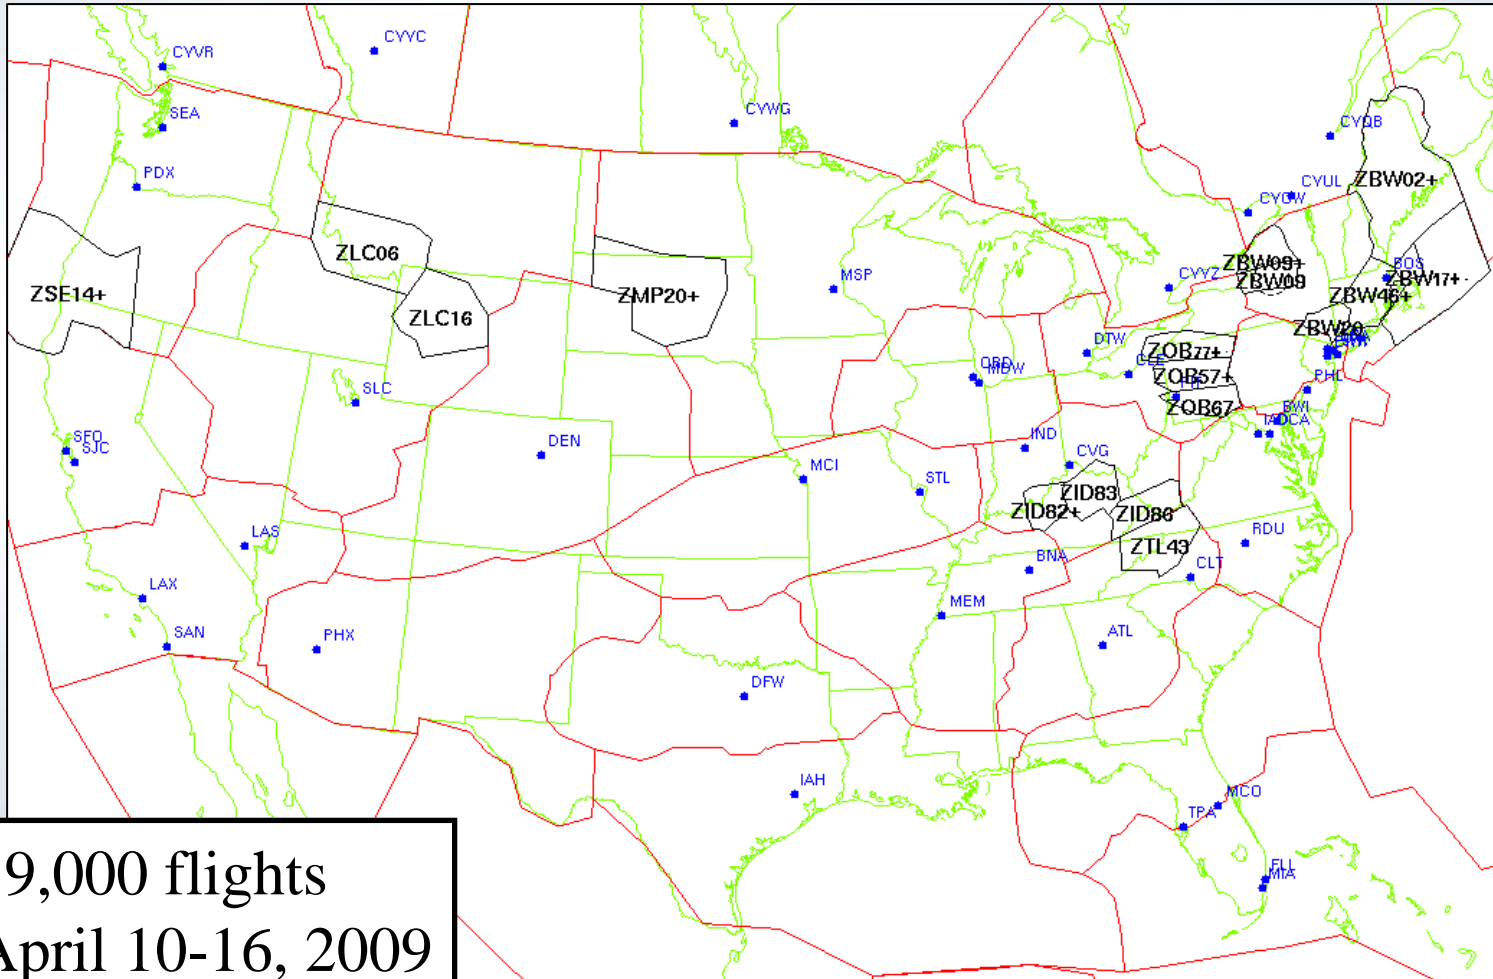 CYVR
CYYC
SEA
CYWG
CYQB
PDX
CYUL
ZBW02+
CYOW
ZLC06
ZBW09+
ZBW09
CYYZ
BOS
ZBW17+
ZSE14+
ZMP20+
MSP
ZBW46+
ZLC16
ZBW20
DTW
ZOB77+
CLE
ZOB57+
ORD
MDW
SLC
PIT
PHL
ZOB67
BWI
DCA
SFO
SJC
DEN
IND
CVG
MCI
STL
ZID83
ZID82+
ZID86
LAS
ZTL43
RDU
BNA
CLT
LAX
MEM
SAN
PHX
ATL
DFW
IAH
MCO
TPA
FLL
MIA
9,000 flights
April 10-16, 2009